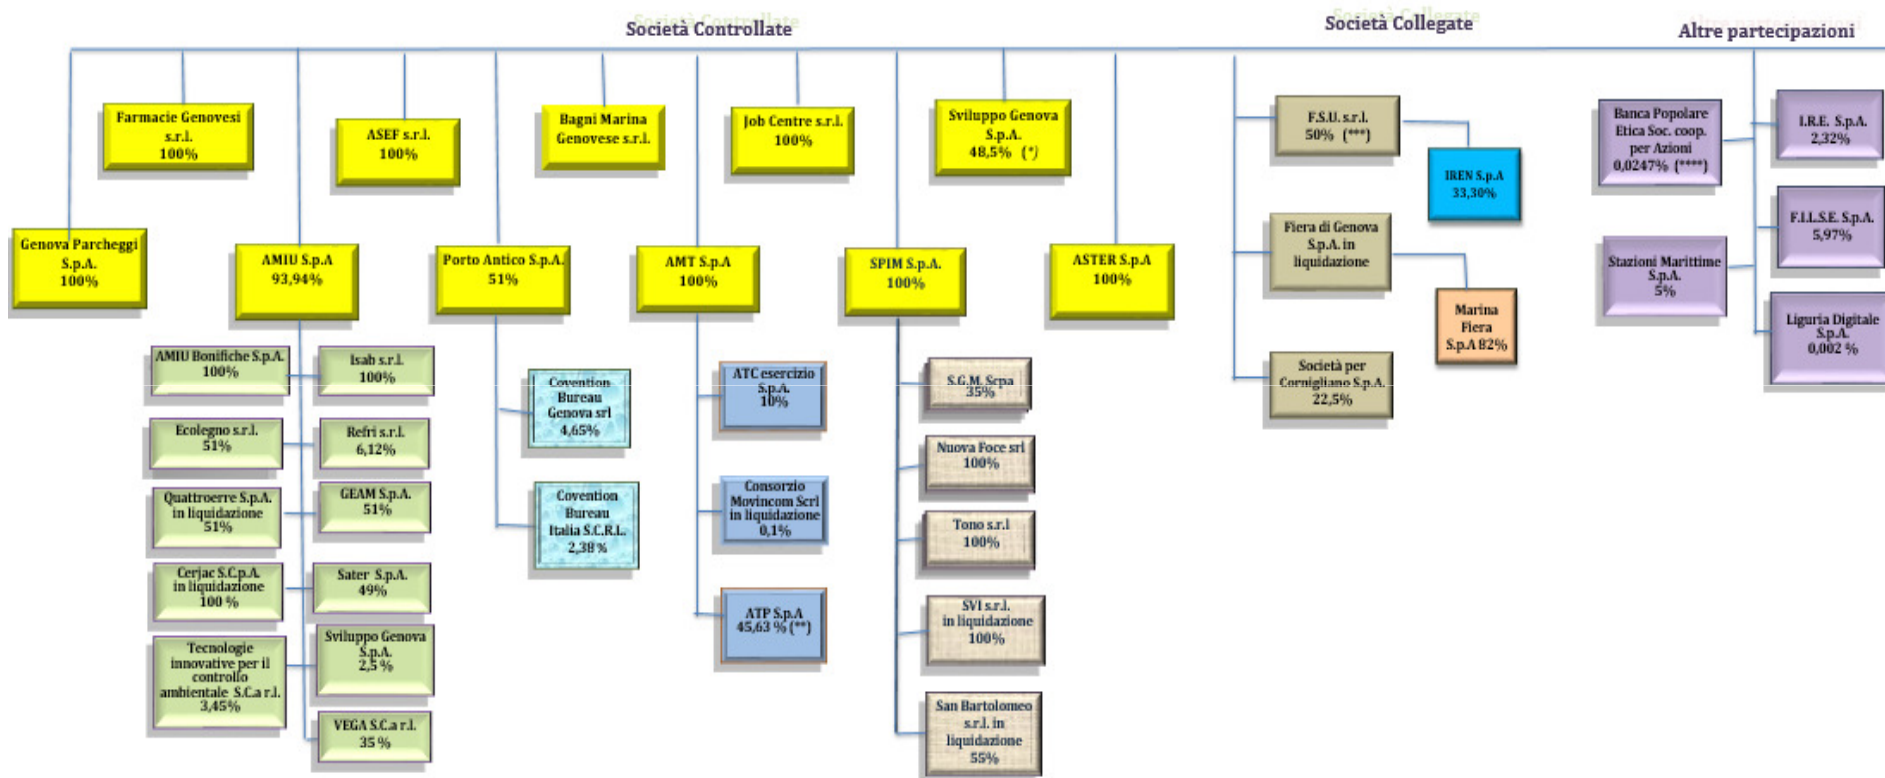 Società Controllate
Società Collegate
Altre partecipazioni
Farmacie Genovesi
s.r.l.
100%
ASEF s.r.l.
100%
Bagni Marina
Genovese s.r.l.
Job Centre s.r.l.
100%
Sviluppo Genova
S.p.A.
48,5% (*)
Genova Parcheggi
S.p.A.
100%
AMIU S.p.A
93,94%
Porto Antico S.p.A.
51%
AMT S.p.A
100%
SPIM S.p.A.
100%
ASTER S.p.A
100%
AMIU Bonifiche S.p.A.
100%
Isab s.r.l.
100%
Ecolegno s.r.l.
51%
Refri s.r.l.
6,12%
Quattroerre S.p.A.
in liquidazione
51%
GEAM S.p.A.
51%
Cerjac S.C.p.A.
in liquidazione
100 %
Sater S.p.A.
49%
Tecnologie
innovative per il
controllo
ambientale S.C.a r.l.
3,45%
Sviluppo Genova
S.p.A.
2,5 %
VEGA S.C.a r.l.
35 %
Covention
Bureau
Genova srl
4,65%
Covention
Bureau
Italia S.C.R.L.
2,38 %
ATC esercizio
S.p.A.
10%
Consorzio
Movincom Scrl
in liquidazione
0,1%
ATP S.p.A
45,63 % (**)
S.G.M. Scpa
35%
Nuova Foce srl
100%
Tono s.r.l
100%
SVI s.r.l.
in liquidazione
100%
San Bartolomeo
s.r.l. in
liquidazione
55%
F.S.U. s.r.l.
50% (***)
IREN S.p.A
33,30%
Fiera di Genova
S.p.A. in
liquidazione
Marina
Fiera
S.p.A 82%
Società per
Cornigliano S.p.A.
22,5%
Banca Popolare
Etica Soc. coop.
per Azioni
0,0247% (****)
I.R.E. S.p.A.
2,32%
Stazioni Marittime
S.p.A.
5%
F.I.L.S.E. S.p.A.
5,97%
Liguria Digitale
S.p.A.
0,002 %